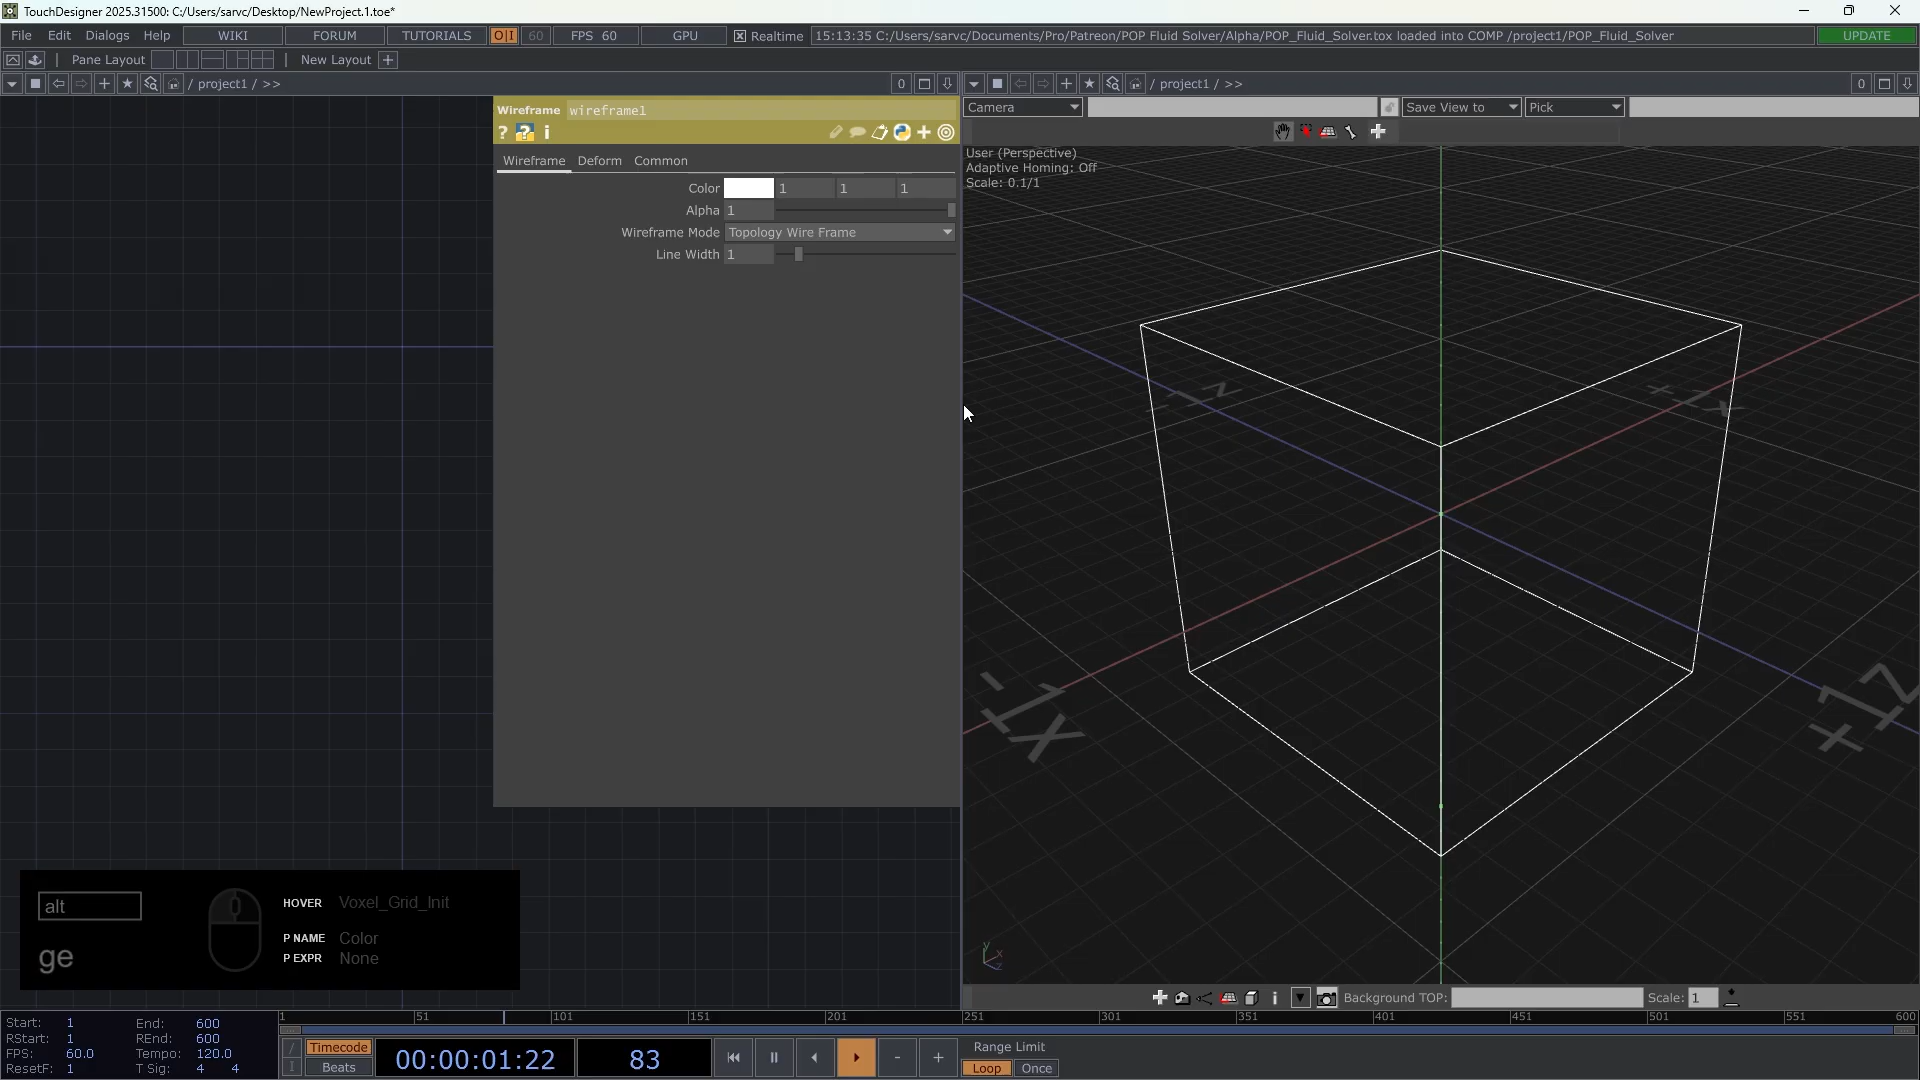 TouchDesigner 2025.31500: C:/Users/sarvc/Desktop/NewProject.1.toe*
File Edit Dialogs Help WIKI FORUM TUTORIALS O|I 60 FPS 60 GPU Realtime 15:13:35 C:/Users/sarvc/Documents/Pro/Patreon/POP Fluid Solver/Alpha/POP_Fluid_Solver.tox loaded into COMP /project1/POP_Fluid_Solver UPDATE
Pane Layout New Layout +
/ project1 / >> 0
/ project1 / >> 0
Wireframe wireframe1
? ? i
Wireframe Deform Common
Color 1 1 1
Alpha 1
Wireframe Mode Topology Wire Frame
Line Width 1
Camera Save View to Pick
User (Perspective)
Adaptive Homing: Off
Scale: 0.1/1
-1Z
+1X
-1X
+1Z
y
x
z
alt
ge
HOVER Voxel_Grid_Init
P NAME Color
P EXPR None
i Background TOP: Scale: 1
1 51 101 151 201 251 301 351 401 451 501 551 600
Start: 1 End: 600
RStart: 1 REnd: 600
FPS: 60.0 Tempo: 120.0
ResetF: 1 T Sig: 4 4
/
I
Timecode
Beats
00:00:01:22
83
- +
Range Limit
Loop Once